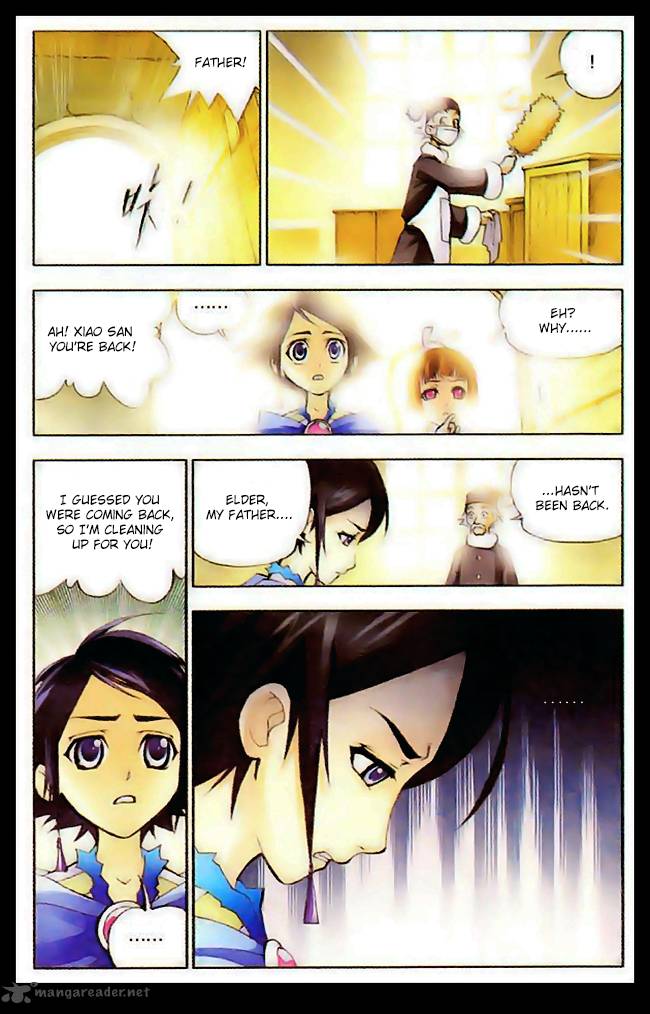 FATHER!
!
AH! XIAO SAN
YOU'RE BACK!
......
EH?
WHY......
I GUESSED YOU
WERE COMING BACK,
SO I'M CLEANING
UP FOR YOU!
......
ELDER,
MY FATHER....
...HASN'T
BEEN BACK.
......
mangareader.net